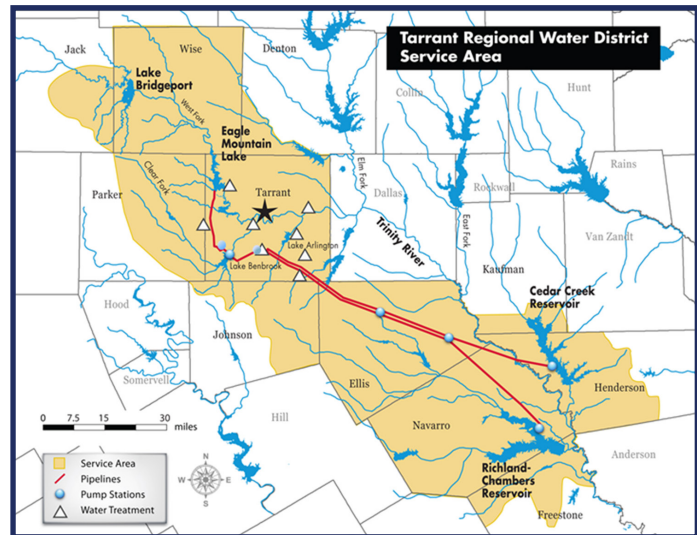 Tarrant Regional Water District
Service Area
Jack
Wise
Denton
Collin
Hunt
Lake
Bridgeport
West Fork
Eagle
Mountain
Lake
Clear Fork
Elm Fork
Rains
Parker
Tarrant
Dallas
Rockwall
East Fork
Van Zandt
Trinity River
Lake Arlington
Lake Benbrook
Kaufman
Cedar Creek
Reservoir
Hood
Johnson
Somervell
Ellis
Henderson
Hill
Navarro
Anderson
Richland-
Chambers
Reservoir
Freestone
0 7.5 15 30
miles
Service Area
Pipelines
Pump Stations
Water Treatment
N
W E
S